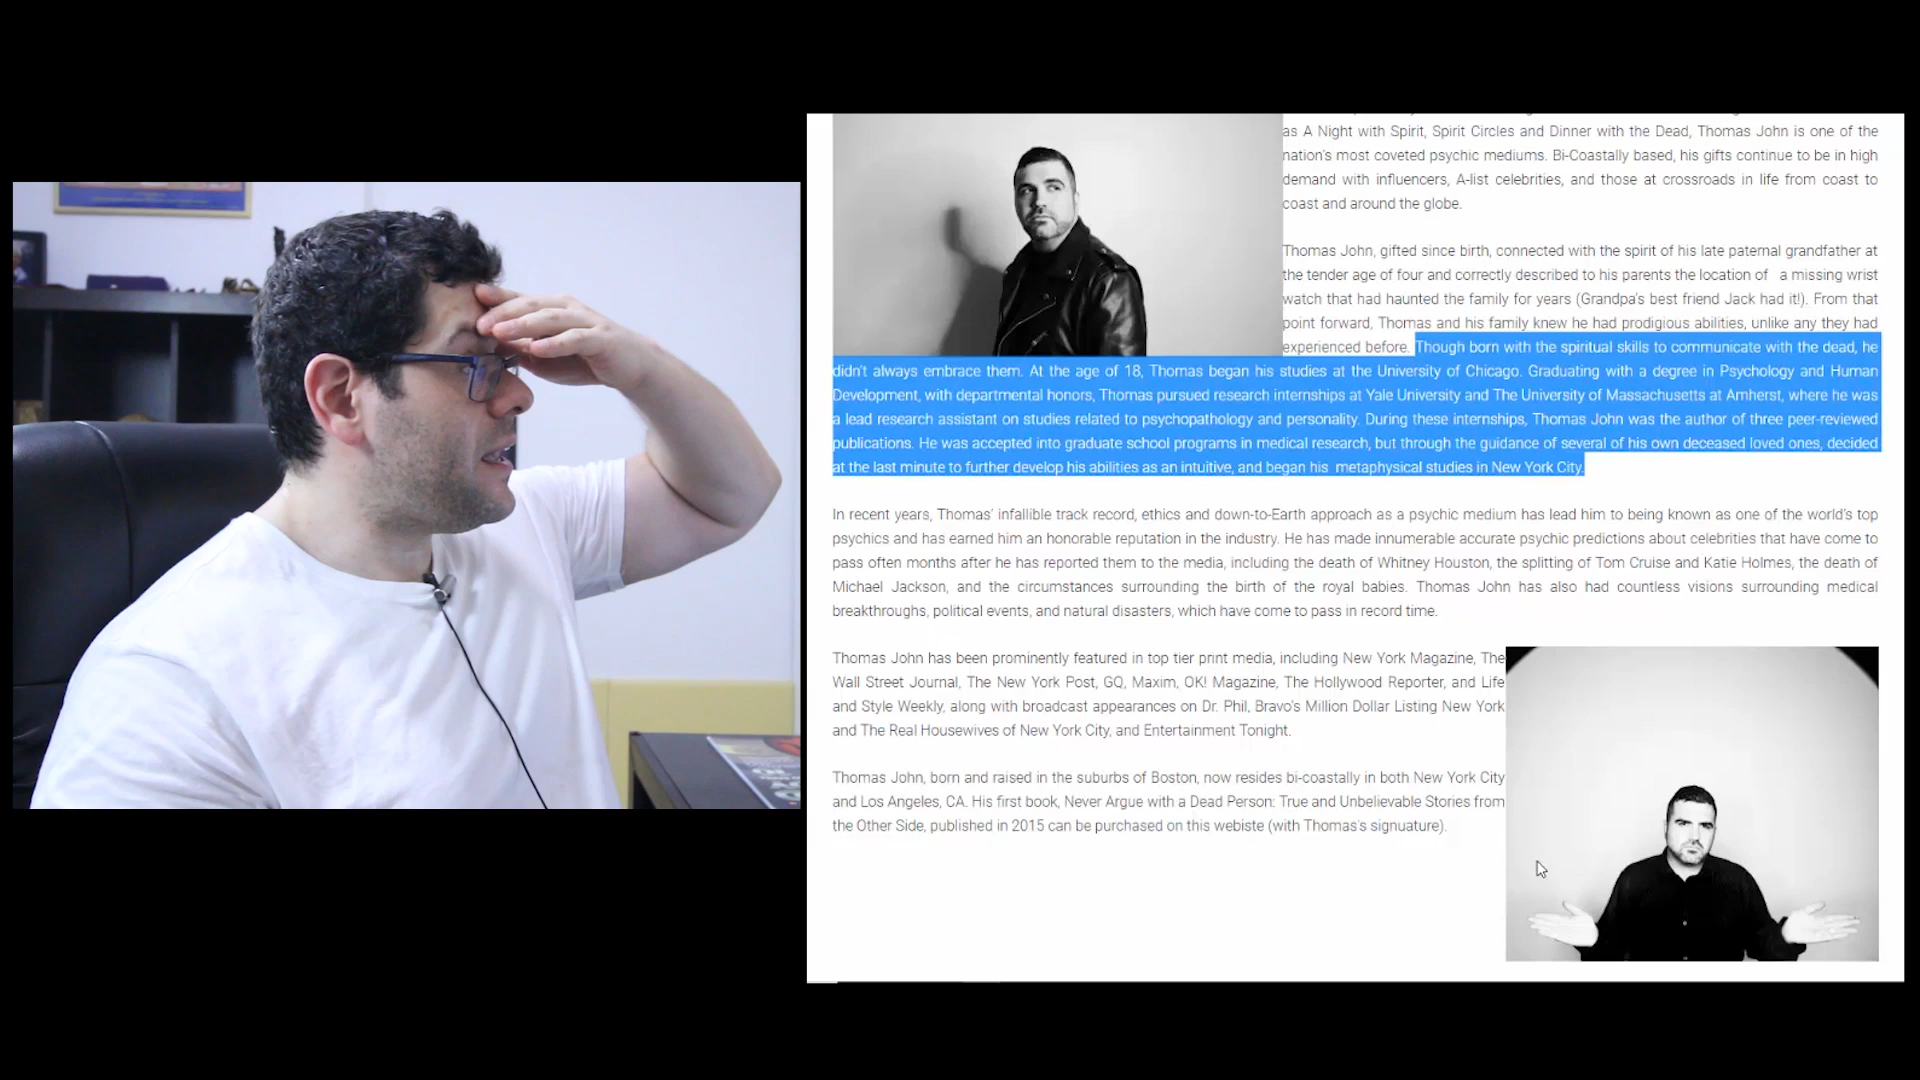 as A Night with Spirit, Spirit Circles and Dinner with the Dead, Thomas John is one of the
nation's most coveted psychic mediums. Bi-Coastally based, his gifts continue to be in high
demand with influencers, A-list celebrities, and those at crossroads in life from coast to
coast and around the globe.
Thomas John, gifted since birth, connected with the spirit of his late paternal grandfather at
the tender age of four and correctly described to his parents the location of a missing wrist
watch that had haunted the family for years (Grandpa's best friend Jack had it!). From that
point forward, Thomas and his family knew he had prodigious abilities, unlike any they had
experienced before. Though born with the spiritual skills to communicate with the dead, he
didn't always embrace them. At the age of 18, Thomas began his studies at the University of Chicago. Graduating with a degree in Psychology and Human
Development, with departmental honors, Thomas pursued research internships at Yale University and The University of Massachusetts at Amherst, where he was
a lead research assistant on studies related to psychopathology and personality. During these internships, Thomas John was the author of three peer-reviewed
publications. He was accepted into graduate school programs in medical research, but through the guidance of several of his own deceased loved ones, decided
at the last minute to further develop his abilities as an intuitive, and began his metaphysical studies in New York City.
In recent years, Thomas' infallible track record, ethics and down-to-Earth approach as a psychic medium has lead him to being known as one of the world's top
psychics and has earned him an honorable reputation in the industry. He has made innumerable accurate psychic predictions about celebrities that have come to
pass often months after he has reported them to the media, including the death of Whitney Houston, the splitting of Tom Cruise and Katie Holmes, the death of
Michael Jackson, and the circumstances surrounding the birth of the royal babies. Thomas John has also had countless visions surrounding medical
breakthroughs, political events, and natural disasters, which have come to pass in record time.
Thomas John has been prominently featured in top tier print media, including New York Magazine, The
Wall Street Journal, The New York Post, GQ, Maxim, OK! Magazine, The Hollywood Reporter, and Life
and Style Weekly, along with broadcast appearances on Dr. Phil, Bravo's Million Dollar Listing New York
and The Real Housewives of New York City, and Entertainment Tonight.
Thomas John, born and raised in the suburbs of Boston, now resides bi-coastally in both New York City
and Los Angeles, CA. His first book, Never Argue with a Dead Person: True and Unbelievable Stories from
the Other Side, published in 2015 can be purchased on this webiste (with Thomas's signuature).